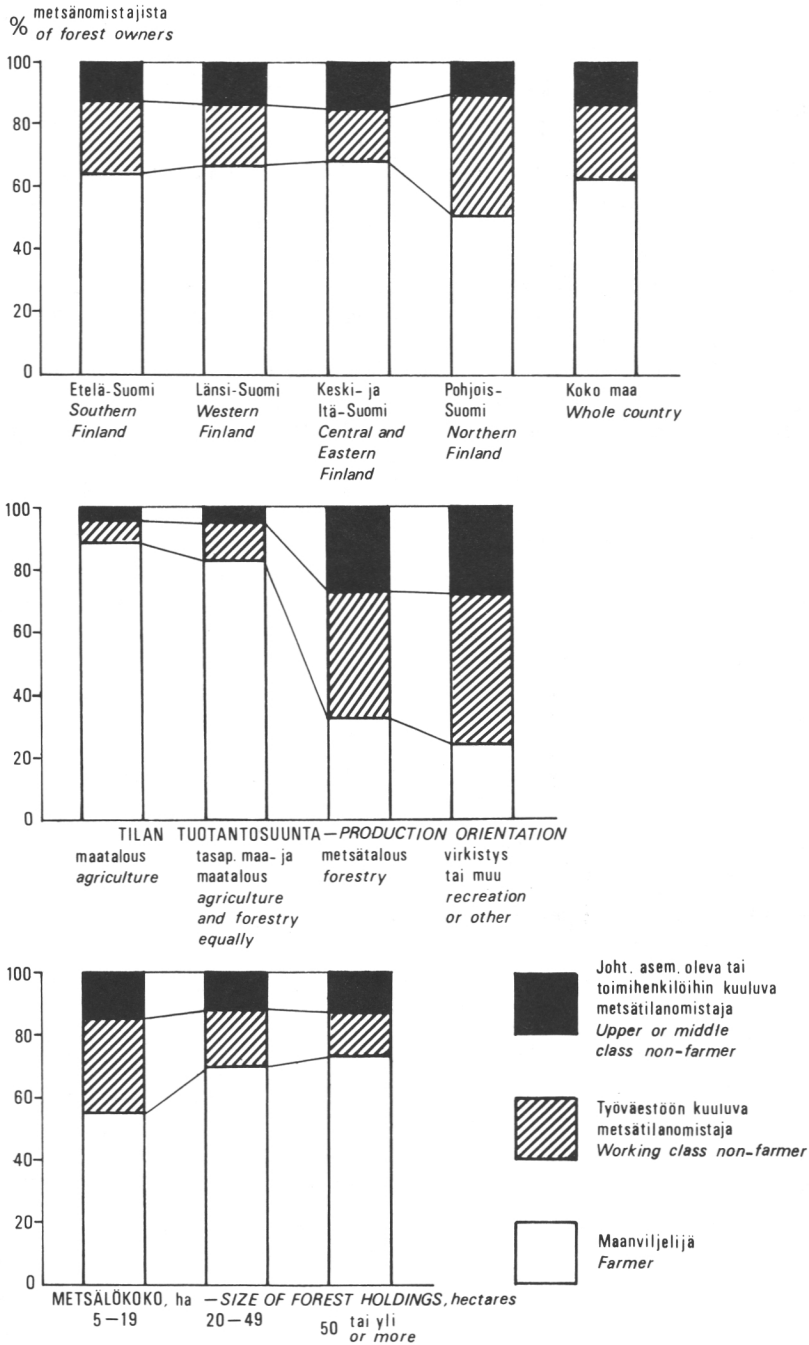 % metsänomistajista
of forest owners
100
80
60
40
20
0
Etelä-Suomi
Southern
Finland
Länsi-Suomi
Western
Finland
Keski- ja
Itä-Suomi
Central and
Eastern
Finland
Pohjois-
Suomi
Northern
Finland
Koko maa
Whole country
100
80
60
40
20
0
TILAN TUOTANTOSUUNTA—PRODUCTION ORIENTATION
maatalous
agriculture
tasap. maa- ja
maatalous
agriculture
and forestry
equally
metsätalous
forestry
virkistys
tai muu
recreation
or other
100
80
60
40
20
0
METSÄLÖKOKO, ha —SIZE OF FOREST HOLDINGS, hectares
5—19
20—49
50 tai yli
or more
Joht. asem. oleva tai
toimihenkilöihin kuuluva
metsätilanomistaja
Upper or middle
class non-farmer
Työväestöön kuuluva
metsätilanomistaja
Working class non-farmer
Maanviljelijä
Farmer